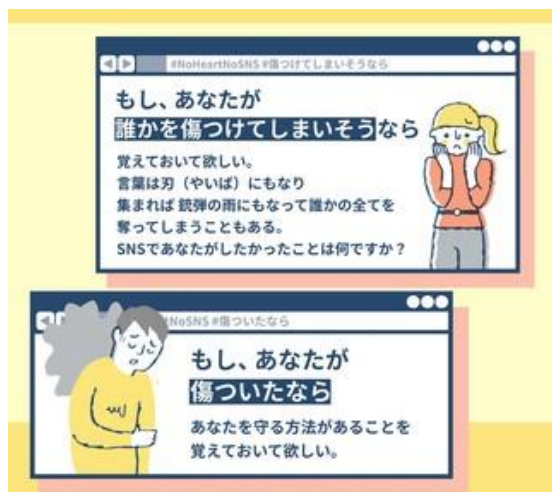 #NoHeartNoSNS #傷つけてしまいそうなら
もし、あなたが
誰かを傷つけてしまいそうなら
覚えておいて欲しい。
言葉は刃（やいば）にもなり
集まれば 銃弾の雨にもなって誰かの全てを
奪ってしまうこともある。
SNSであなたがしたかったことは何ですか？
NoSNS #傷ついたなら
もし、あなたが
傷ついたなら
あなたを守る方法があることを
覚えておいて欲しい。